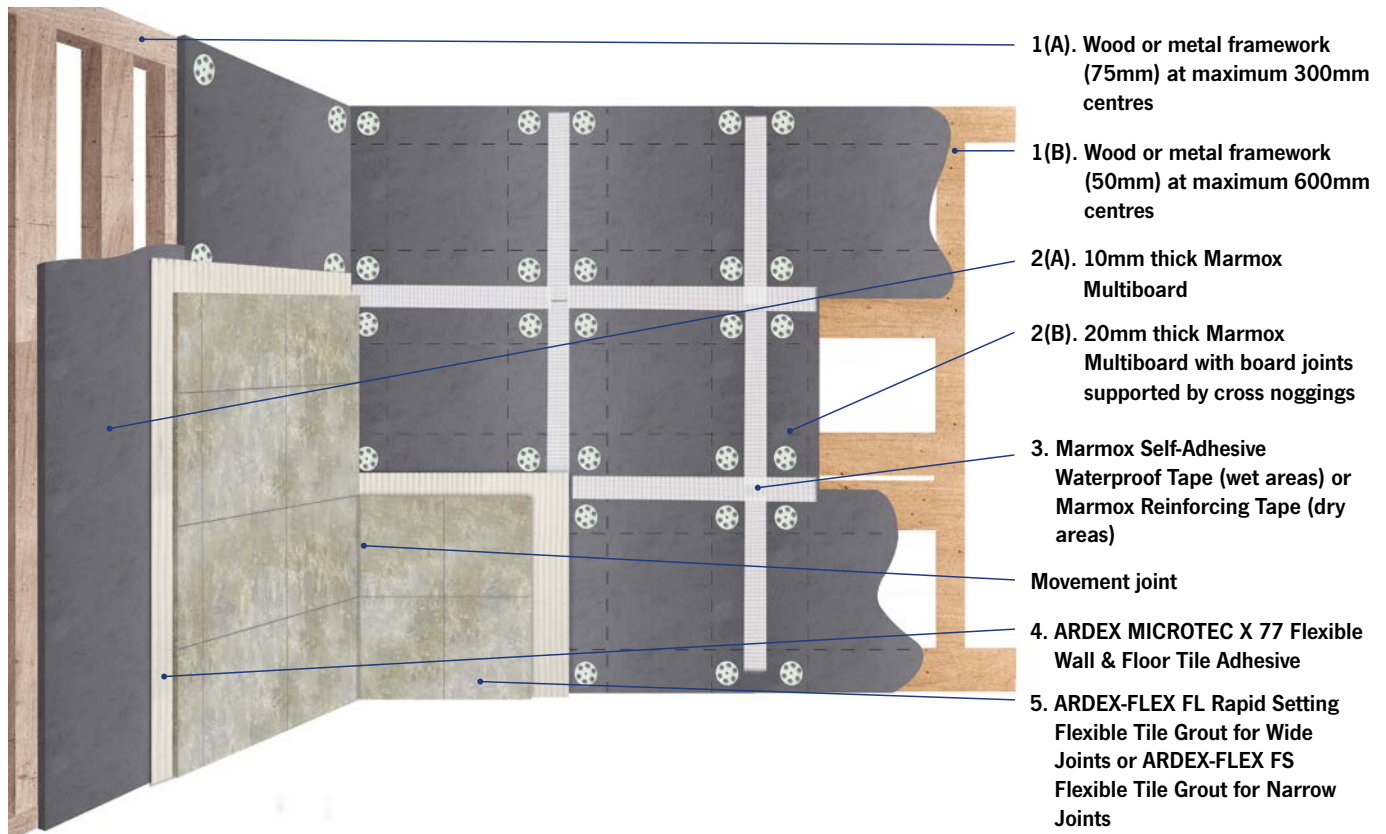 1(A). Wood or metal framework
(75mm) at maximum 300mm
centres
1(B). Wood or metal framework
(50mm) at maximum 600mm
centres
2(A). 10mm thick Marmox
Multiboard
2(B). 20mm thick Marmox
Multiboard with board joints
supported by cross noggings
3. Marmox Self-Adhesive
Waterproof Tape (wet areas) or
Marmox Reinforcing Tape (dry
areas)
Movement joint
4. ARDEX MICROTEC X 77 Flexible
Wall & Floor Tile Adhesive
5. ARDEX-FLEX FL Rapid Setting
Flexible Tile Grout for Wide
Joints or ARDEX-FLEX FS
Flexible Tile Grout for Narrow
Joints